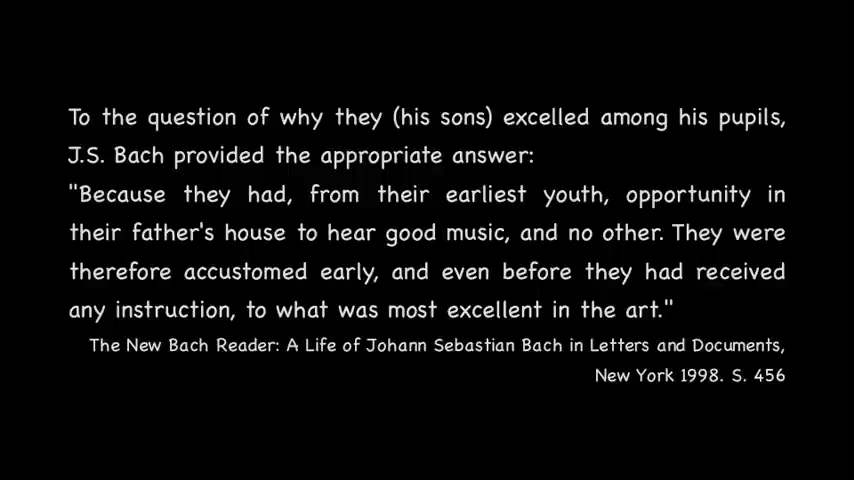 To the question of why they (his sons) excelled among his pupils,
J.S. Bach provided the appropriate answer:
"Because they had, from their earliest youth, opportunity in
their father's house to hear good music, and no other. They were
therefore accustomed early, and even before they had received
any instruction, to what was most excellent in the art."
The New Bach Reader: A Life of Johann Sebastian Bach in Letters and Documents,
New York 1998. S. 456